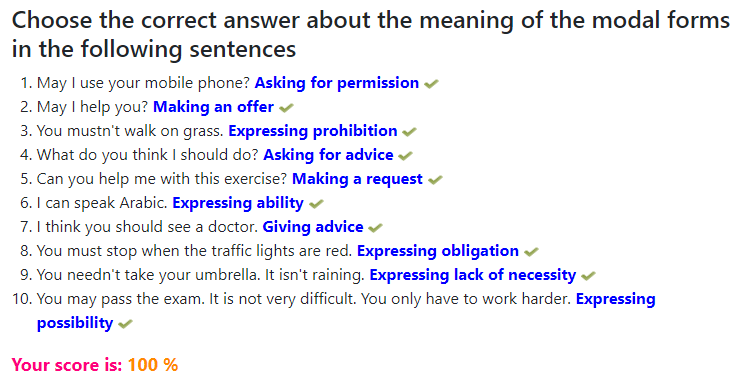 Choose the correct answer about the meaning of the modal forms
in the following sentences
1. May I use your mobile phone? Asking for permission
2. May I help you? Making an offer
3. You mustn't walk on grass. Expressing prohibition
4. What do you think I should do? Asking for advice
5. Can you help me with this exercise? Making a request
6. I can speak Arabic. Expressing ability
7. I think you should see a doctor. Giving advice
8. You must stop when the traffic lights are red. Expressing obligation
9. You needn't take your umbrella. It isn't raining. Expressing lack of necessity
10. You may pass the exam. It is not very difficult. You only have to work harder. Expressing
possibility
Your score is: 100 %